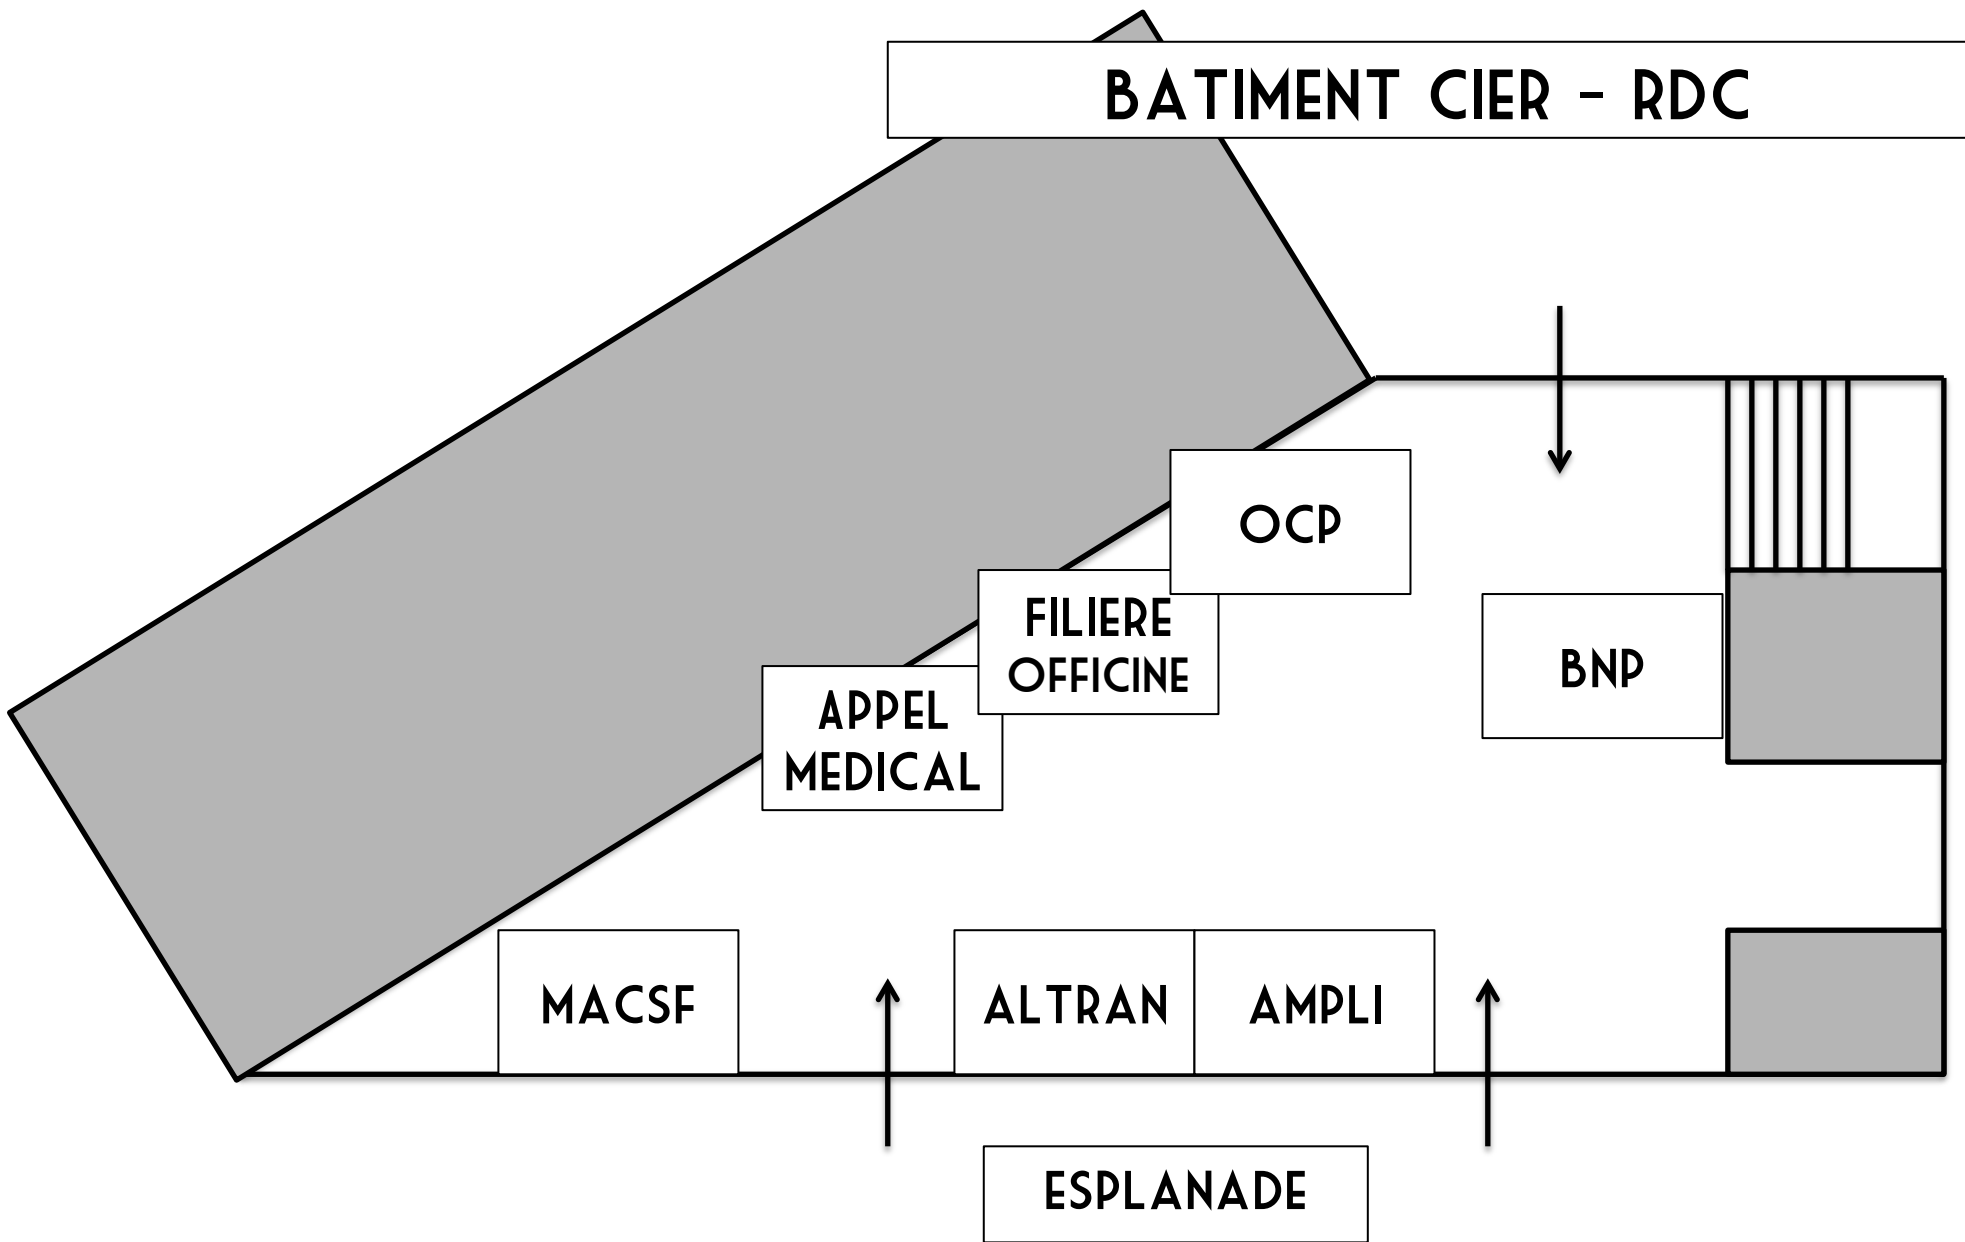 BATIMENT CIER - RDC
OCP
FILIERE
OFFICINE
BNP
APPEL
MEDICAL
MACSF
ALTRAN
AMPLI
ESPLANADE